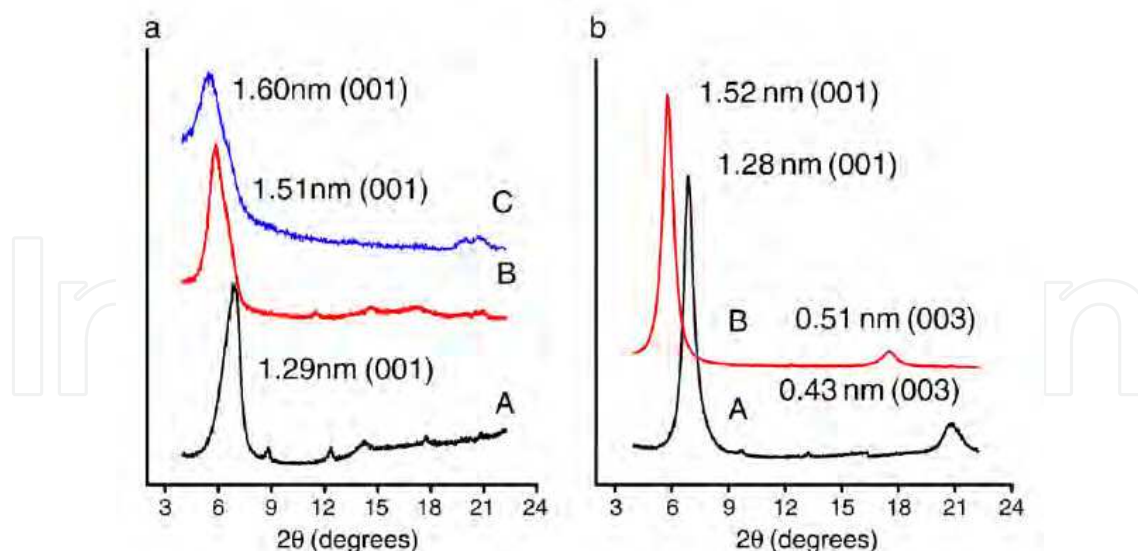 a
1.60nm (001)
1.51nm (001)
C
B
1.29nm (001)
A
3 6 9 12 15 18 21 24
2θ (degrees)
b
1.52 nm (001)
1.28 nm (001)
B
0.51 nm (003)
A
0.43 nm (003)
3 6 9 12 15 18 21 24
2θ (degrees)